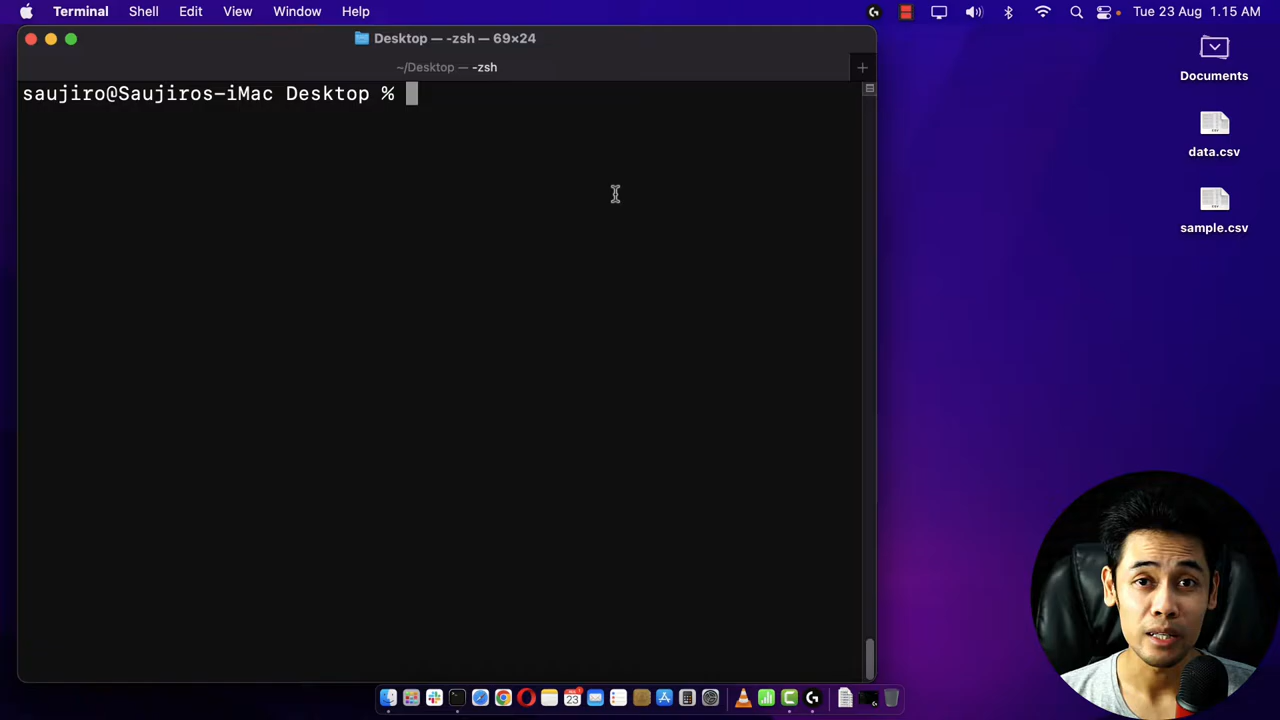 Terminal Shell Edit View Window Help Tue 23 Aug 1.15 AM
Desktop — -zsh — 69×24
~/Desktop — -zsh
saujiro@Saujiros-iMac Desktop %
Documents
data.csv
sample.csv
23